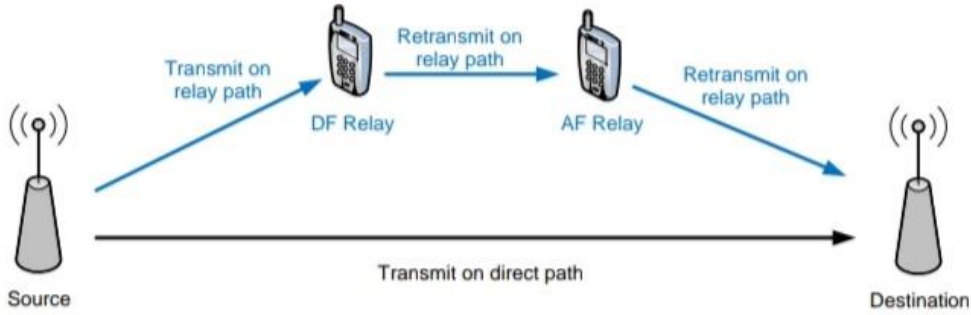 Transmit on
relay path
Retransmit on
relay path
Retransmit on
relay path
DF Relay
AF Relay
Transmit on direct path
Source
Destination